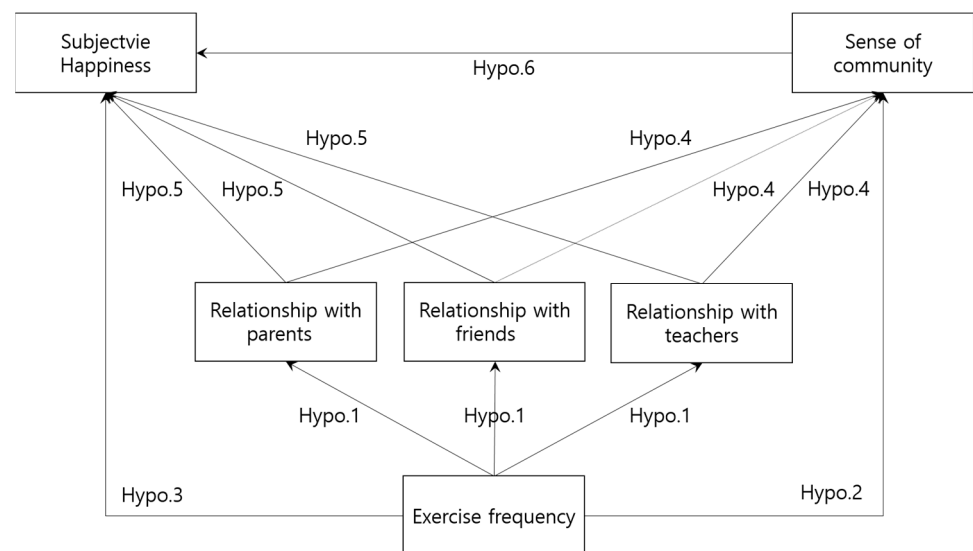 Subjectvie
Happiness
Sense of
community
Hypo.6
Hypo.5
Hypo.4
Hypo.5
Hypo.5
Hypo.4
Hypo.4
Relationship with
parents
Relationship with
friends
Relationship with
teachers
Hypo.1
Hypo.1
Hypo.1
Hypo.3
Hypo.2
Exercise frequency